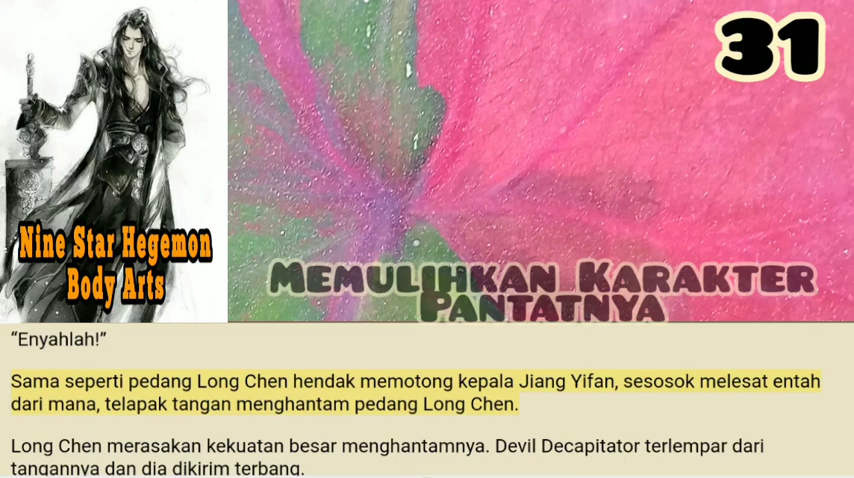 31
Nine Star Hegemon
Body Arts
Memulihkan Karakter
Pantatnya
“Enyahlah!”
Sama seperti pedang Long Chen hendak memotong kepala Jiang Yifan, sesosok melesat entah
dari mana, telapak tangan menghantam pedang Long Chen.
Long Chen merasakan kekuatan besar menghantamnya. Devil Decapitator terlempar dari
tangannya dan dia dikirim terbang.